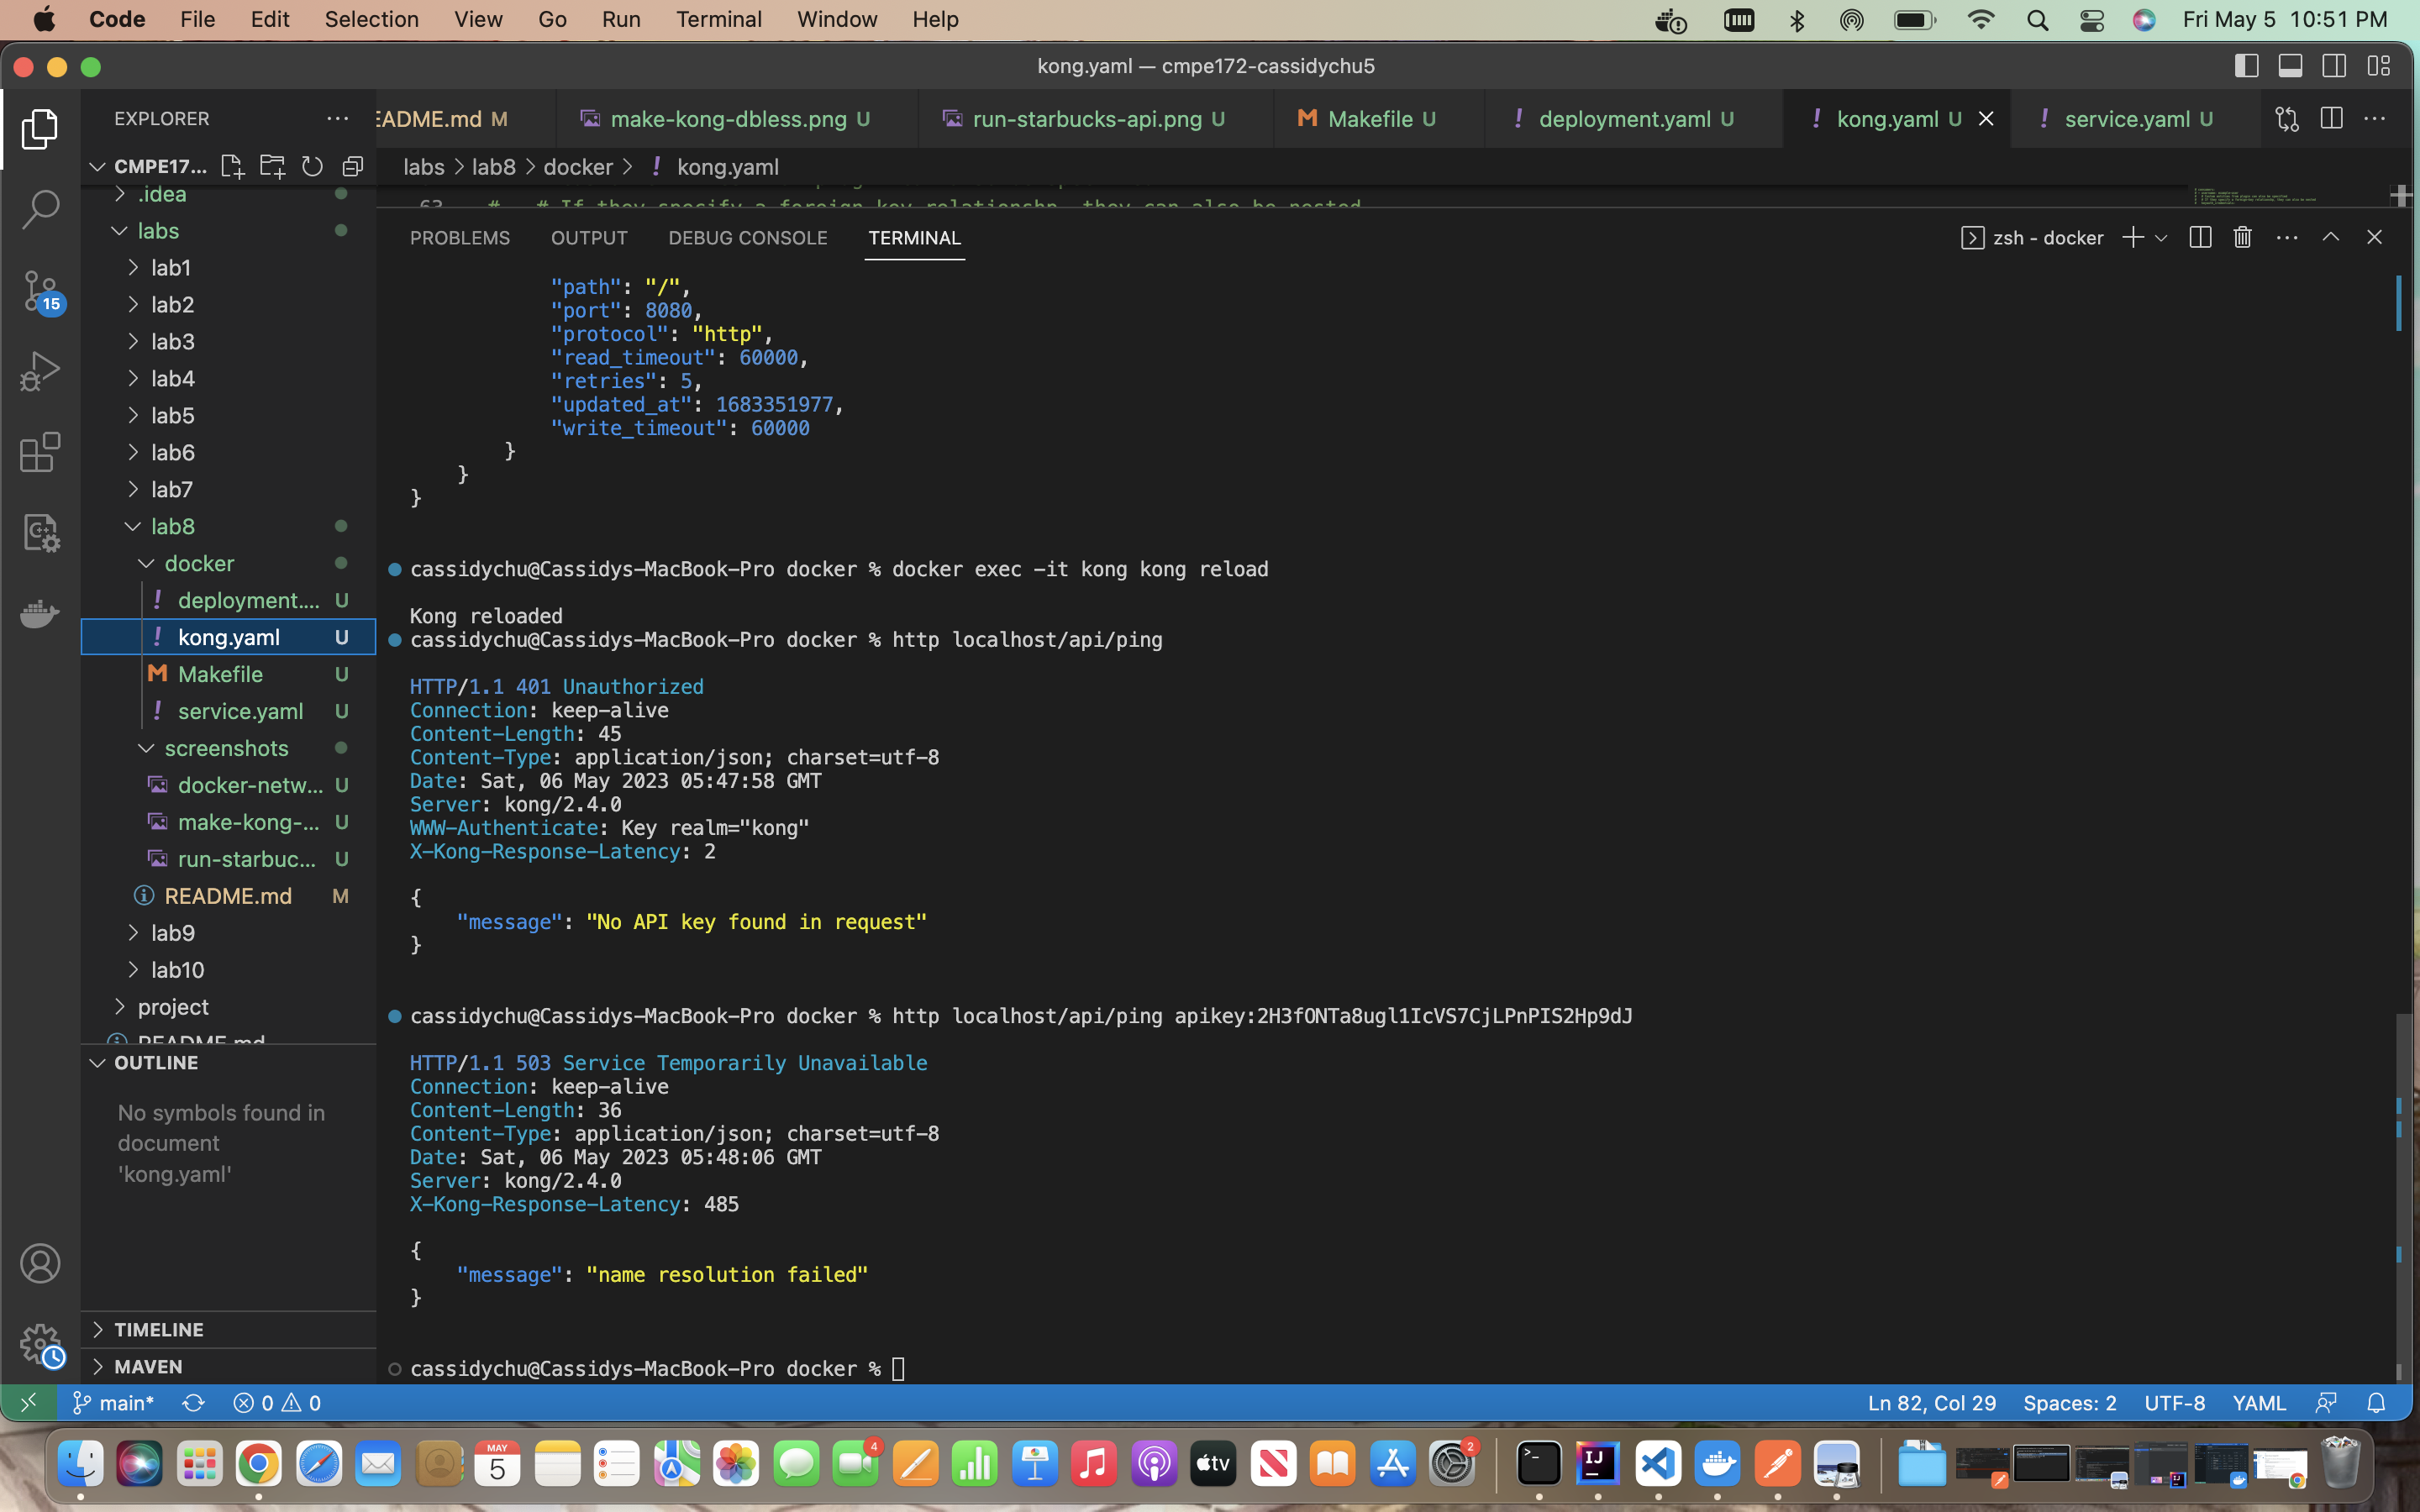 Code File Edit Selection View Go Run Terminal Window Help Fri May 5 10:51 PM
kong.yaml — cmpe172-cassidychu5
EXPLORER
EADME.md M make-kong-dbless.png U run-starbucks-api.png U Makefile U deployment.yaml U kong.yaml U service.yaml U
CMPE17...
labs > lab8 > docker > ! kong.yaml
.idea
63 # # If they specify a foreign key relationshp, they can also be nested
labs
lab1
lab2
lab3
lab4
lab5
lab6
lab7
lab8
docker
deployment.... U
kong.yaml U
Makefile U
service.yaml U
screenshots
docker-netw... U
make-kong-... U
run-starbuc... U
README.md M
lab9
lab10
project
README.md
OUTLINE
No symbols found in
document
'kong.yaml'
TIMELINE
MAVEN
15
PROBLEMS OUTPUT DEBUG CONSOLE TERMINAL zsh - docker
"path": "/",
"port": 8080,
"protocol": "http",
"read_timeout": 60000,
"retries": 5,
"updated_at": 1683351977,
"write_timeout": 60000
}
}
}
cassidychu@Cassidys-MacBook-Pro docker % docker exec -it kong kong reload
Kong reloaded
cassidychu@Cassidys-MacBook-Pro docker % http localhost/api/ping
HTTP/1.1 401 Unauthorized
Connection: keep-alive
Content-Length: 45
Content-Type: application/json; charset=utf-8
Date: Sat, 06 May 2023 05:47:58 GMT
Server: kong/2.4.0
WWW-Authenticate: Key realm="kong"
X-Kong-Response-Latency: 2
{
"message": "No API key found in request"
}
cassidychu@Cassidys-MacBook-Pro docker % http localhost/api/ping apikey:2H3fONTa8ugl1IcVS7CjLPnPIS2Hp9dJ
HTTP/1.1 503 Service Temporarily Unavailable
Connection: keep-alive
Content-Length: 36
Content-Type: application/json; charset=utf-8
Date: Sat, 06 May 2023 05:48:06 GMT
Server: kong/2.4.0
X-Kong-Response-Latency: 485
{
"message": "name resolution failed"
}
cassidychu@Cassidys-MacBook-Pro docker %
main* 0 0 Ln 82, Col 29 Spaces: 2 UTF-8 YAML
MAY
5
4
tv
2
IJ